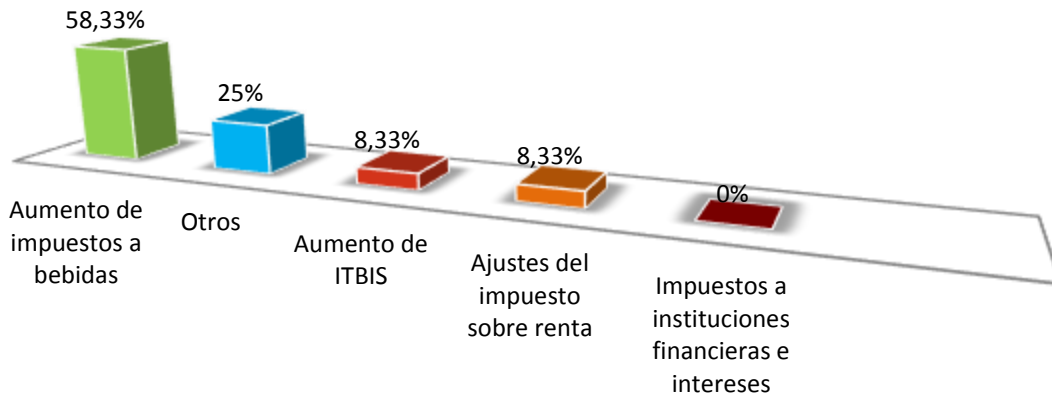 58,33%
25%
8,33%
8,33%
0%
Aumento de
impuestos a
bebidas
Otros
Aumento de
ITBIS
Ajustes del
impuesto
sobre renta
Impuestos a
instituciones
financieras e
intereses